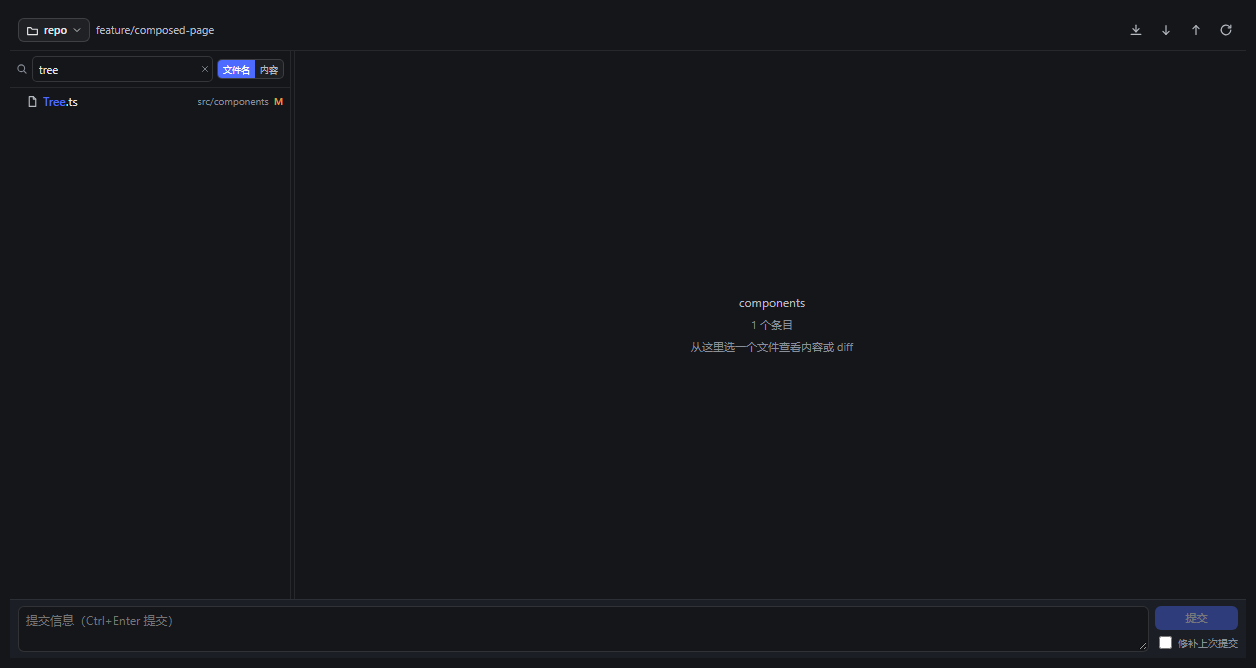 repo feature/composed-page
tree 文件名 内容
Tree.ts src/components M
components
1 个条目
从这里选一个文件查看内容或 diff
提交信息（Ctrl+Enter 提交） 提交
修补上次提交